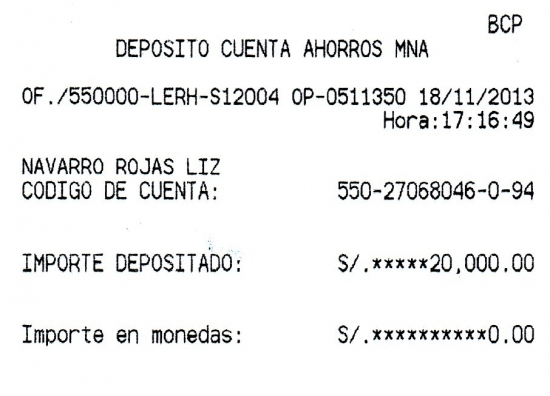 BCP
DEPOSITO CUENTA AHORROS MNA
OF./550000-LERH-S12004 OP-0511350 18/11/2013
Hora:17:16:49
NAVARRO ROJAS LIZ
CODIGO DE CUENTA: 550-27068046-0-94
IMPORTE DEPOSITADO: S/.*****20,000.00
Importe en monedas: S/.**********0.00